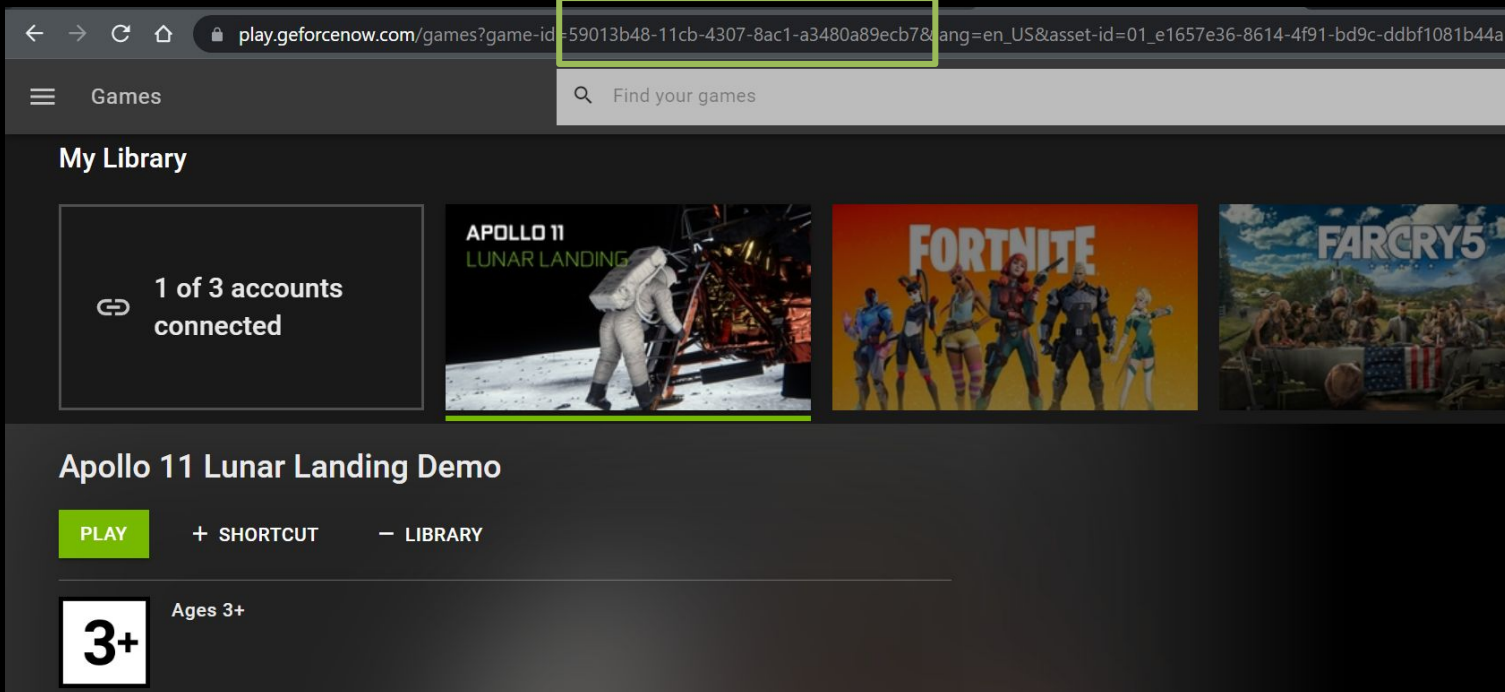 play.geforcenow.com/games?game-id=59013b48-11cb-4307-8ac1-a3480a89ecb7&lang=en_US&asset-id=01_e1657e36-8614-4f91-bd9c-ddbf1081b44a
Games
Find your games
My Library
1 of 3 accounts
connected
APOLLO 11
LUNAR LANDING
FORTNITE
FARCRY5
Apollo 11 Lunar Landing Demo
PLAY
+ SHORTCUT
− LIBRARY
3+
Ages 3+